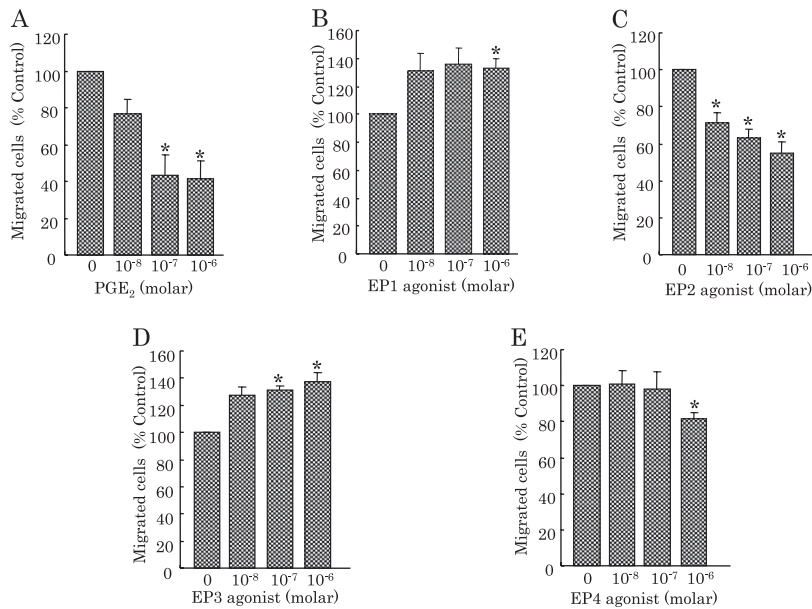 A
120
100
80
60
40
20
0
Migrated cells (% Control)
0 10-8 10-7 10-6
* *
PGE2 (molar)
B
160
140
120
100
180
160
140
120
0
Migrated cells (% Control)
0 10-8 10-7 10-6
*
EP1 agonist (molar)
C
120
100
80
60
40
20
0
Migrated cells (% Control)
0 10-8 10-7 10-6
* * *
EP2 agonist (molar)
D
160
140
120
100
80
60
40
20
0
Migrated cells (% Control)
0 10-8 10-7 10-6
* *
EP3 agonist (molar)
E
120
100
80
60
40
20
0
Migrated cells (% Control)
0 10-8 10-7 10-6
*
EP4 agonist (molar)